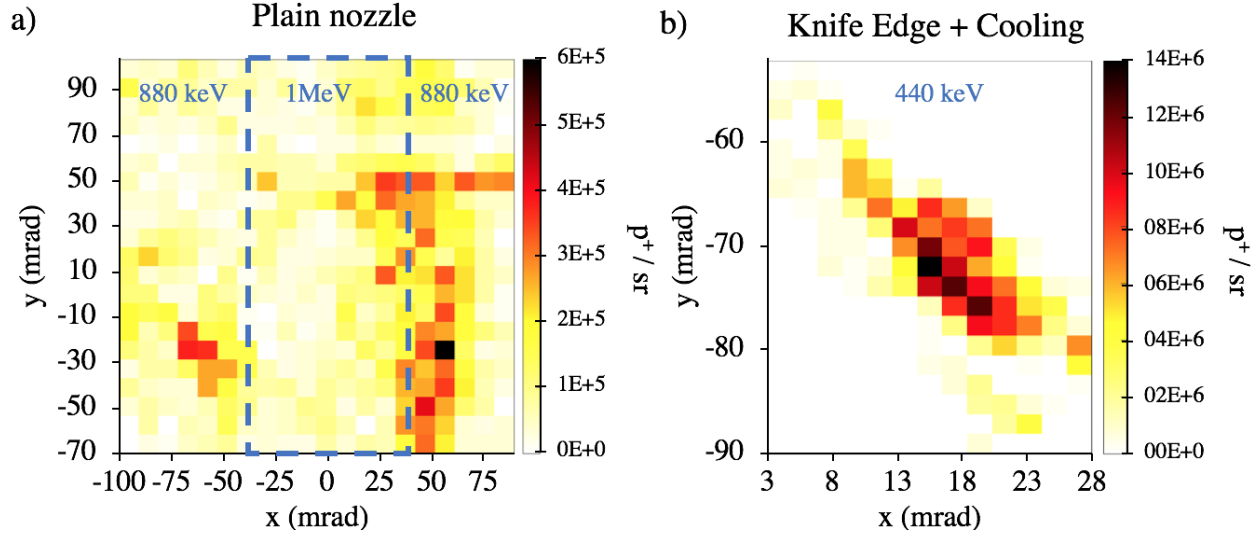 a)
Plain nozzle
880 keV
1MeV
880 keV
y (mrad)
90
70
50
30
10
-10
-30
-50
-70
-100
-75
-50
-25
0
25
50
75
x (mrad)
6E+5
5E+5
4E+5
3E+5
2E+5
1E+5
0E+0
p⁺ / sr
b)
Knife Edge + Cooling
440 keV
y (mrad)
-60
-70
-80
-90
3
8
13
18
23
28
x (mrad)
14E+6
12E+6
10E+6
08E+6
06E+6
04E+6
02E+6
00E+0
p⁺ / sr